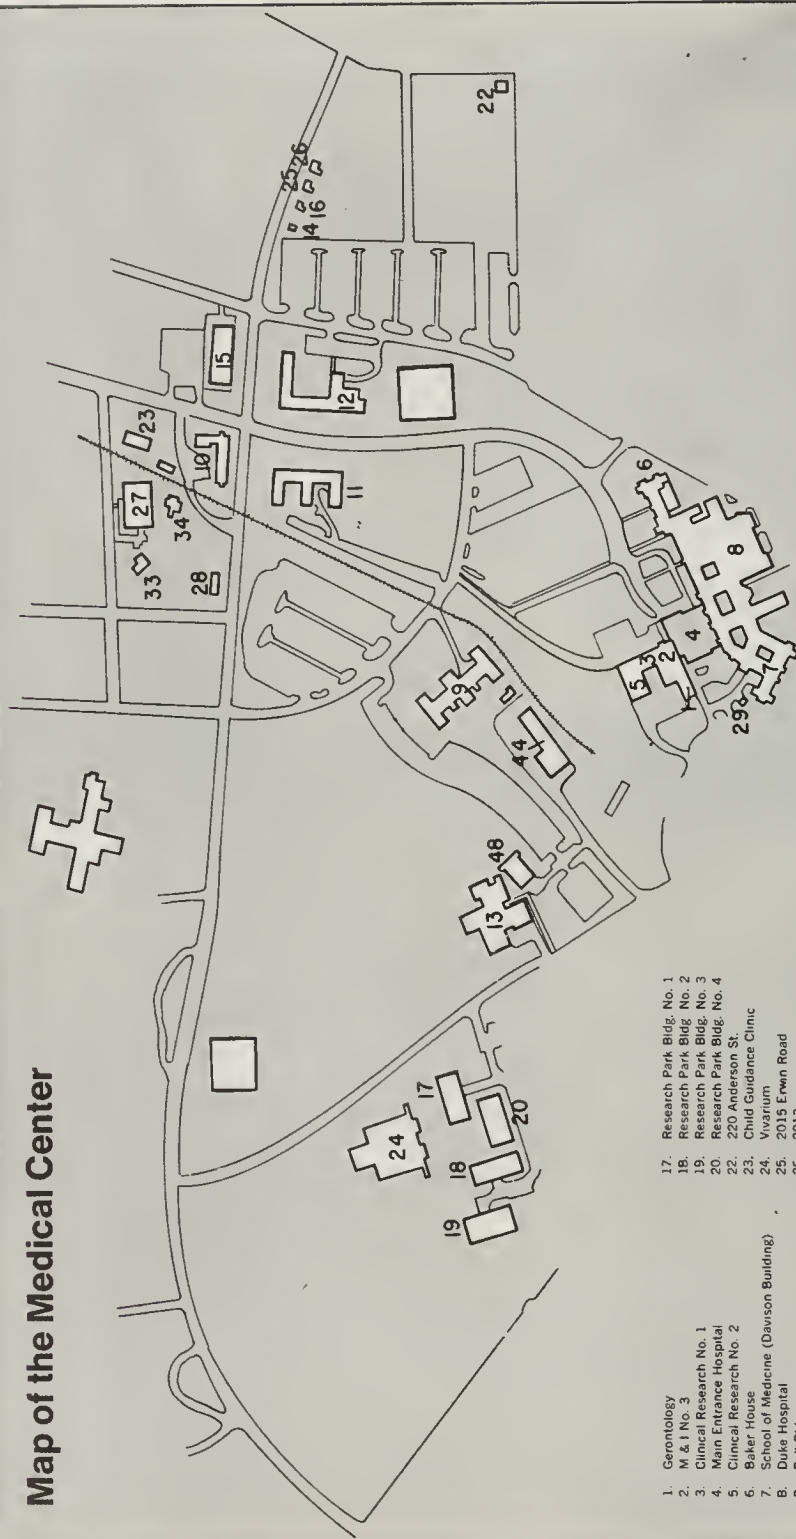 Map of the Medical Center
22
25
26
14
16
15
12
23
10
27
34
33
28
11
6
8
4
2
3
5
1
7
29
9
44
48
13
17
20
24
18
19
1. Gerontology
2. M & I No. 3
3. Clinical Research No. 1
4. Main Entrance Hospital
5. Clinical Research No. 2
6. Baker House
7. School of Medicine (Davison Building)
8. Duke Hospital
17. Research Park Bldg. No. 1
18. Research Park Bldg No. 2
19. Research Park Bldg. No. 3
20. Research Park Bldg. No. 4
22. 220 Anderson St.
23. Child Guidance Clinic
24. Vivarium
25. 2015 Erwin Road